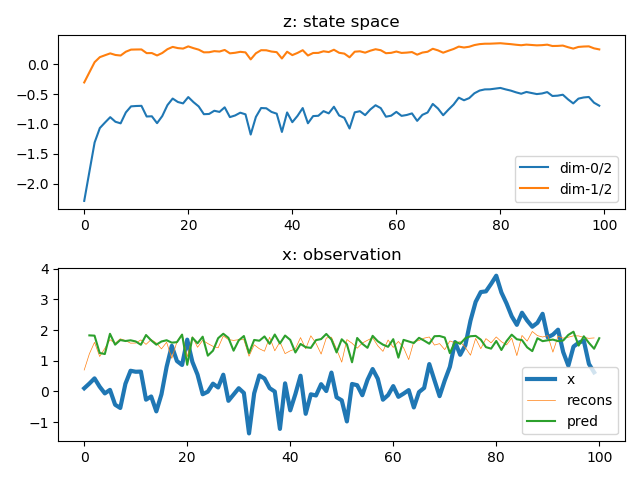 z: state space
0.0
−0.5
−1.0
−1.5
−2.0
dim-0/2
dim-1/2
0 20 40 60 80 100
x: observation
4
3
2
1
0
−1
x
recons
pred
0 20 40 60 80 100